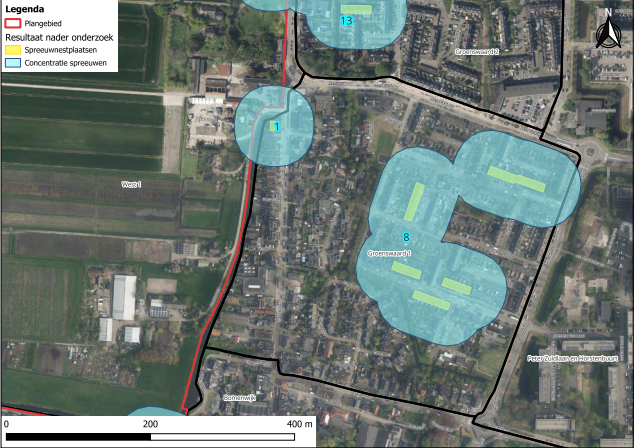 Legenda
Plangebied
Resultaat nader onderzoek
Spreeuwnestplaatsen
Concentratie spreeuwen
13
N
Groenswaard 2
1
West 1
8
Groenswaard 1
Peter Zuidlaan en Horstenbuurt
Bomenwijk
0 200 400 m